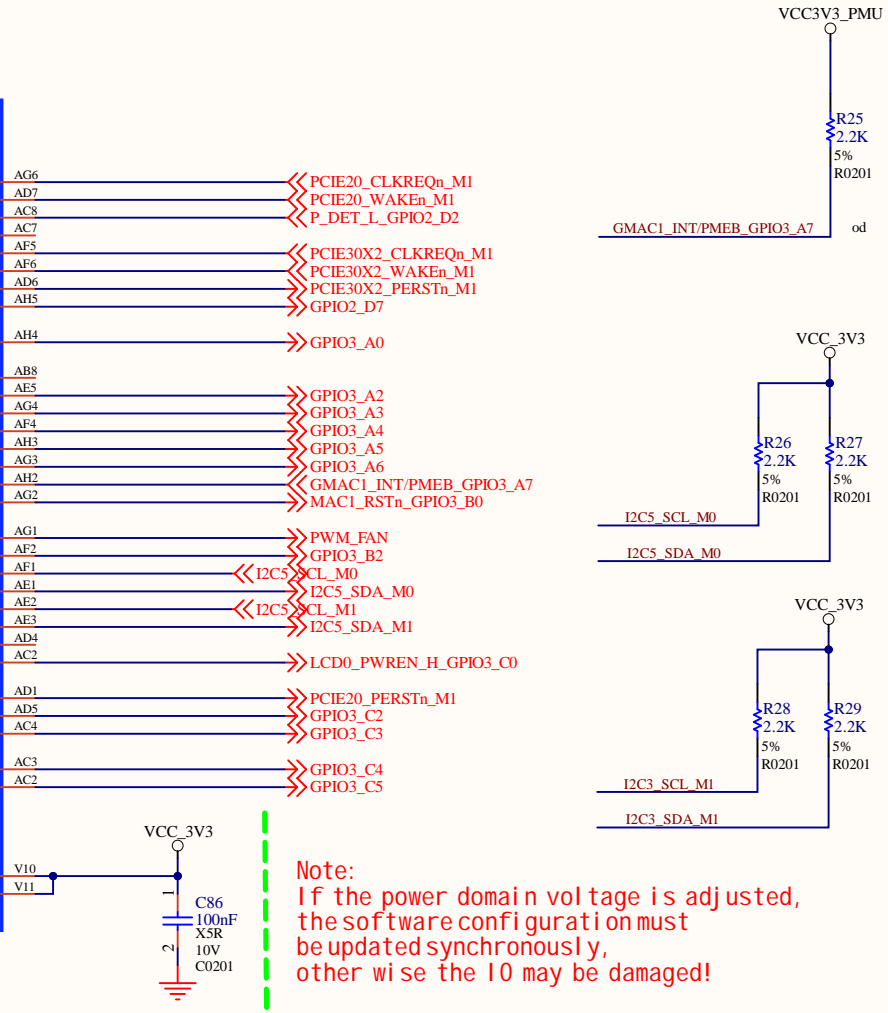 VCC3V3_PMU
R25
2.2K
5%
R0201
GMAC1_INT/PMEB_GPIO3_A7 od
AG6 PCIE20_CLKREQn_M1
AD7 PCIE20_WAKEn_M1
AC8 P_DET_L_GPIO2_D2
AC7
AF5 PCIE30X2_CLKREQn_M1
AF6 PCIE30X2_WAKEn_M1
AD6 PCIE30X2_PERSTn_M1
AH5 GPIO2_D7
AH4 GPIO3_A0
AB8
AE5 GPIO3_A2
AG4 GPIO3_A3
AF4 GPIO3_A4
AH3 GPIO3_A5
AG3 GPIO3_A6
AH2 GMAC1_INT/PMEB_GPIO3_A7
AG2 MAC1_RSTn_GPIO3_B0
AG1 PWM_FAN
AF2 GPIO3_B2
AF1 I2C5_SCL_M0
AE1 I2C5_SDA_M0
AE2 I2C5_SCL_M1
AE3 I2C5_SDA_M1
AD4
AC2 LCD0_PWREN_H_GPIO3_C0
AD1 PCIE20_PERSTn_M1
AD5 GPIO3_C2
AC4 GPIO3_C3
AC3 GPIO3_C4
AC2 GPIO3_C5
VCC_3V3
R26 R27
2.2K 2.2K
5% 5%
R0201 R0201
I2C5_SCL_M0
I2C5_SDA_M0
VCC_3V3
R28 R29
2.2K 2.2K
5% 5%
R0201 R0201
I2C3_SCL_M1
I2C3_SDA_M1
VCC_3V3
V10
V11
1
C86
100nF
X5R
2 10V
C0201
Note:
If the power domain voltage is adjusted,
the software configuration must
be updated synchronously,
other wise the IO may be damaged!